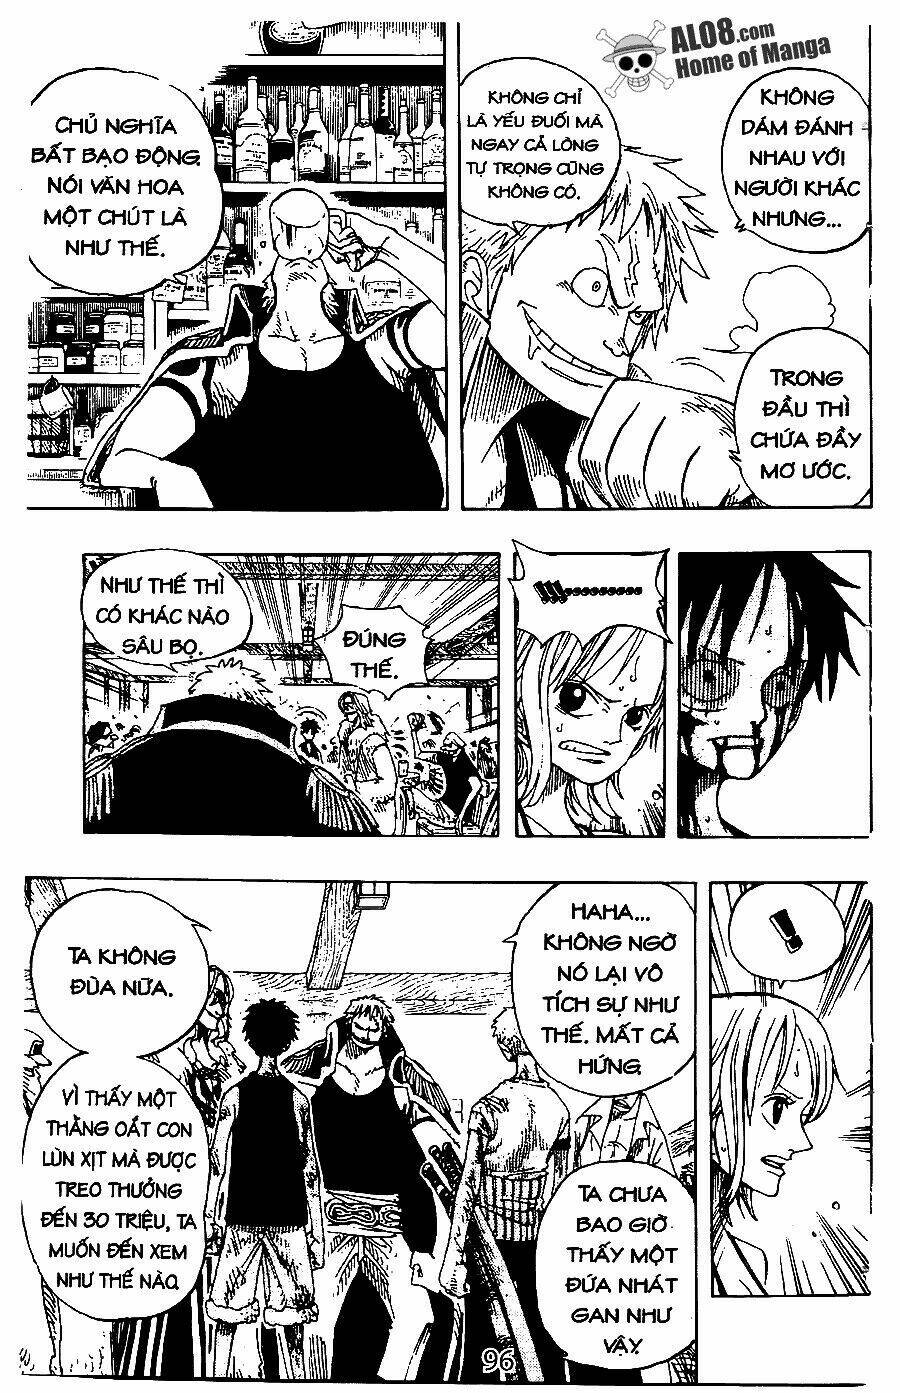 AL08.com
Home of Manga
KHÔNG
DÁM ĐÁNH
NHAU VỚI
NGƯỜI KHÁC
NHƯNG...
KHÔNG CHỈ
LÀ YẾU ĐUỐI MÀ
NGAY CẢ LÒNG
TỰ TRỌNG CŨNG
KHÔNG CÓ.
TRONG
ĐẦU THÌ
CHỨA ĐẦY
MƠ ƯỚC.
CHỦ NGHĨA
BẤT BẠO ĐỘNG.
NÓI VĂN HOA
MỘT CHÚT LÀ
NHƯ THẾ.
!!!............
NHƯ THẾ THÌ
CÓ KHÁC NÀO
SÂU BỌ.
ĐÚNG
THẾ.
!
HAHA...
KHÔNG NGỜ
NÓ LẠI VÔ
TÍCH SỰ NHƯ
THẾ. MẤT CẢ
HỨNG.
TA CHƯA
BAO GIỜ
THẤY MỘT
ĐỨA NHÁT
GAN NHƯ
VẬY.
TA KHÔNG
ĐÙA NỮA.
VÌ THẤY MỘT
THẰNG OẮT CON
LÙN XỊT MÀ ĐƯỢC
TREO THƯỞNG
ĐẾN 30 TRIỆU, TA
MUỐN ĐẾN XEM
NHƯ THẾ NÀO.
96